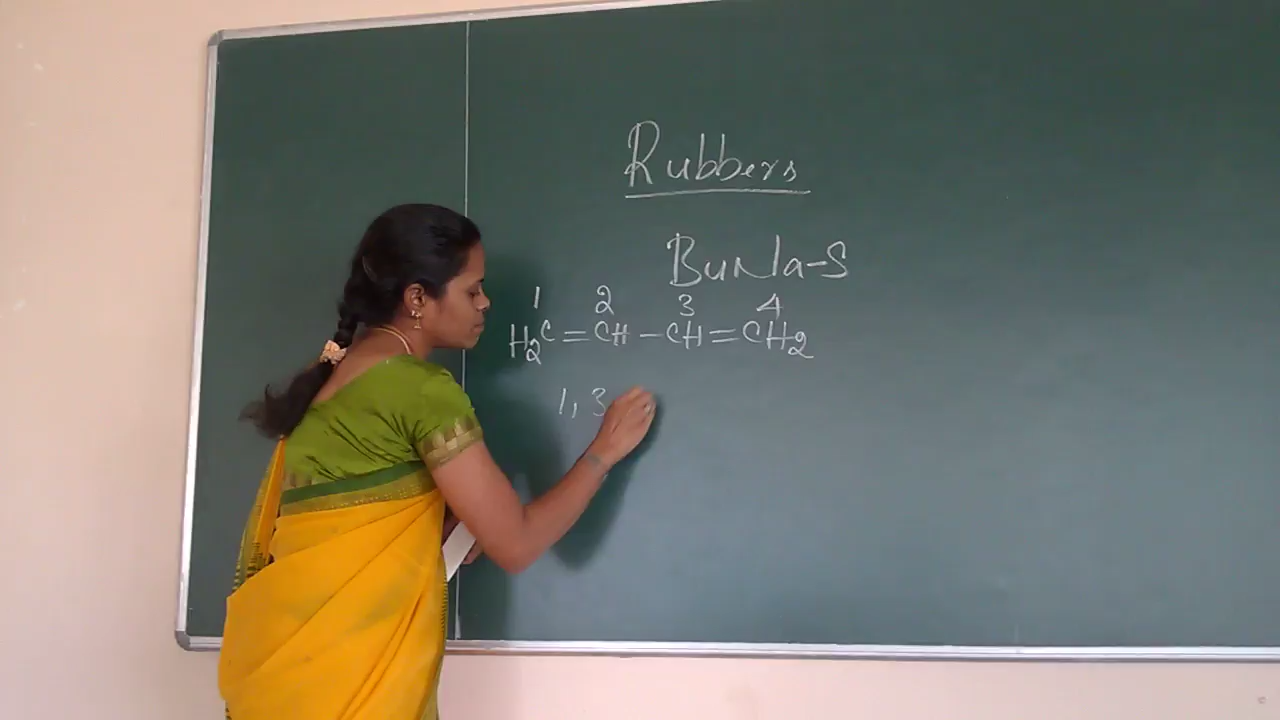 Rubbers
BuNa-S
1 2 3 4
H₂C=CH-CH=CH₂
1, 3